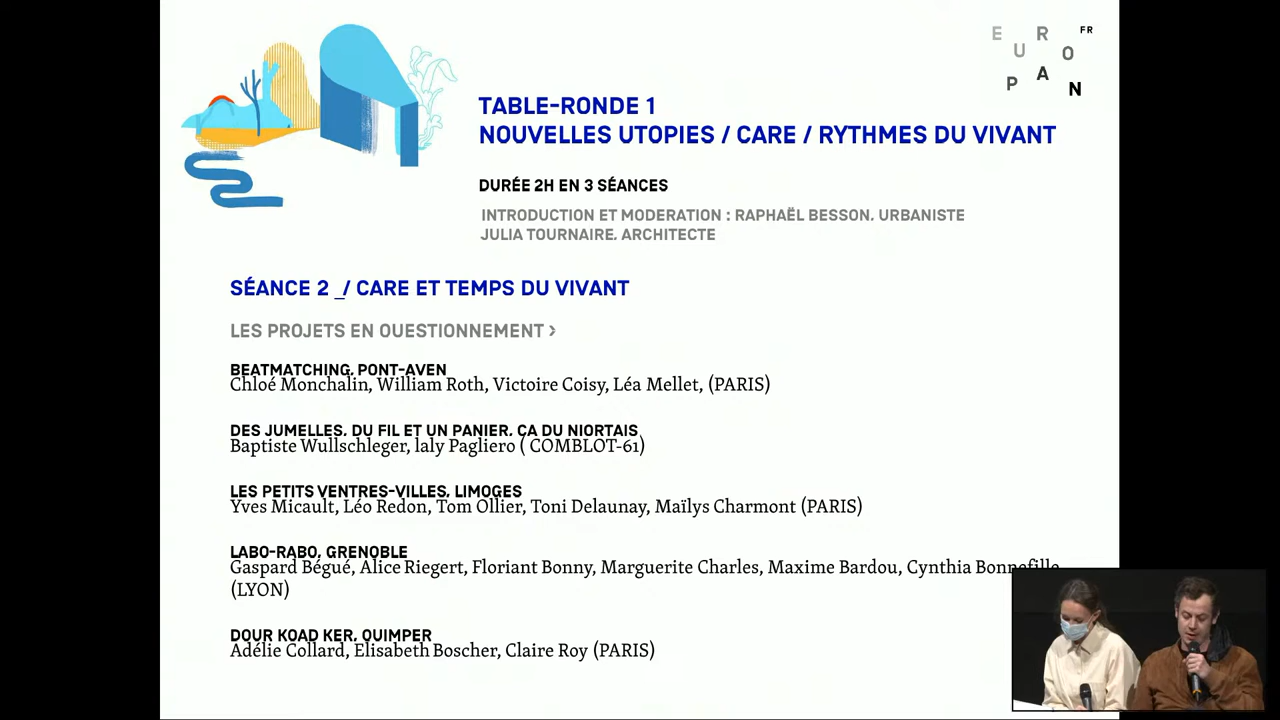 EUROPAN FR
TABLE-RONDE 1
NOUVELLES UTOPIES / CARE / RYTHMES DU VIVANT
DURÉE 2H EN 3 SÉANCES
INTRODUCTION ET MODERATION : RAPHAËL BESSON, URBANISTE
JULIA TOURNAIRE, ARCHITECTE
SÉANCE 2 _/ CARE ET TEMPS DU VIVANT
LES PROJETS EN QUESTIONNEMENT >
BEATMATCHING, PONT-AVEN
Chloé Monchalin, William Roth, Victoire Coisy, Léa Mellet, (PARIS)
DES JUMELLES, DU FIL ET UN PANIER, ÇA DU NIORTAIS
Baptiste Wullschleger, laly Pagliero ( COMBLOT-61)
LES PETITS VENTRES-VILLES, LIMOGES
Yves Micault, Léo Redon, Tom Ollier, Toni Delaunay, Maïlys Charmont (PARIS)
LABO-RABO, GRENOBLE
Gaspard Bégué, Alice Riegert, Floriant Bonny, Marguerite Charles, Maxime Bardou, Cynthia Bonnefille
(LYON)
DOUR KOAD KER, QUIMPER
Adélie Collard, Elisabeth Boscher, Claire Roy (PARIS)